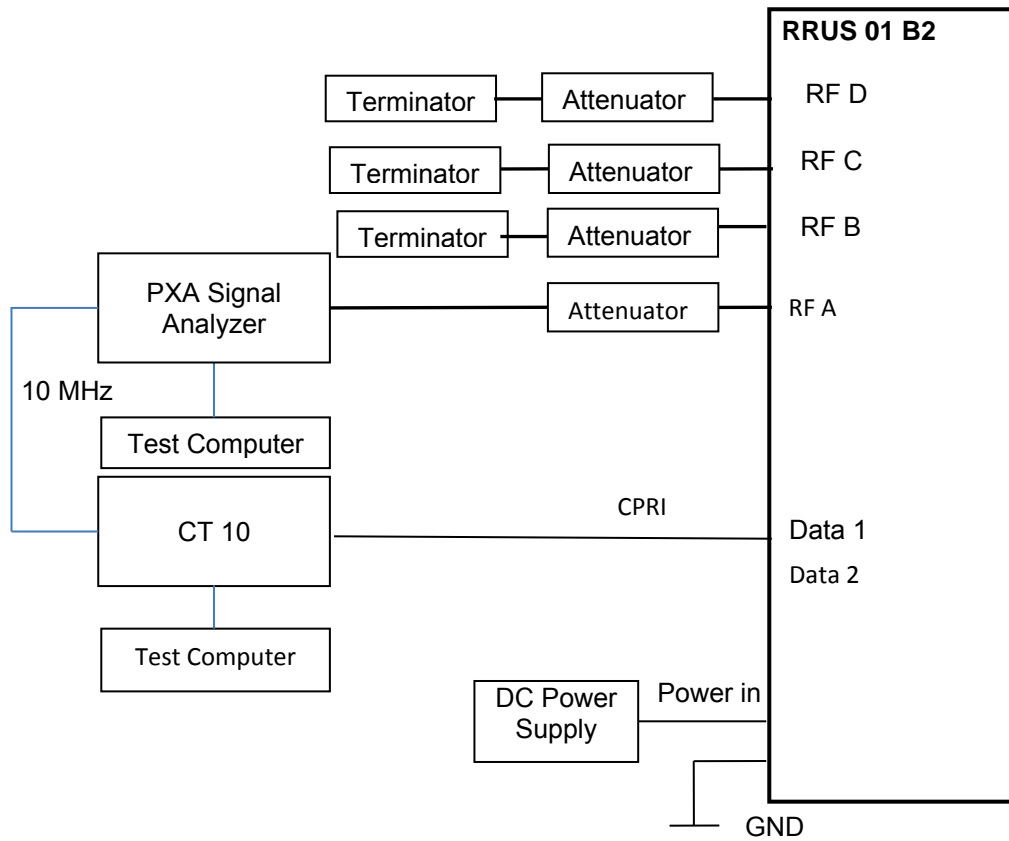 RRUS 01 B2
Terminator
Attenuator
RF D
Terminator
Attenuator
RF C
Terminator
Attenuator
RF B
PXA Signal
Analyzer
Attenuator
RF A
10 MHz
Test Computer
CT 10
CPRI
Data 1
Data 2
Test Computer
DC Power
Supply
Power in
GND